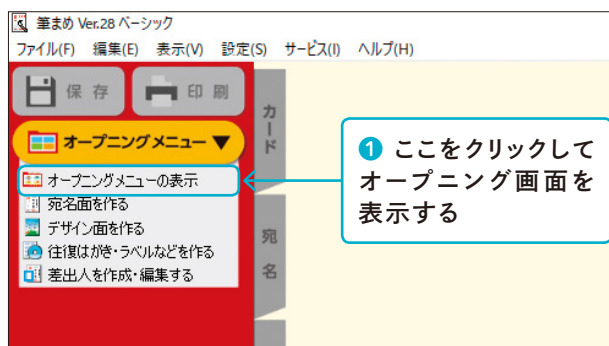 筆まめ Ver.28 ベーシック
ファイル(F) 編集(E) 表示(V) 設定(S) サービス(I) ヘルプ(H)
保存 印刷
オープニングメニュー▼
オープニングメニューの表示
宛名面を作る
デザイン面を作る
往復はがき・ラベルなどを作る
差出人を作成・編集する
カード
宛名
❶ ここをクリックして
オープニング画面を
表示する